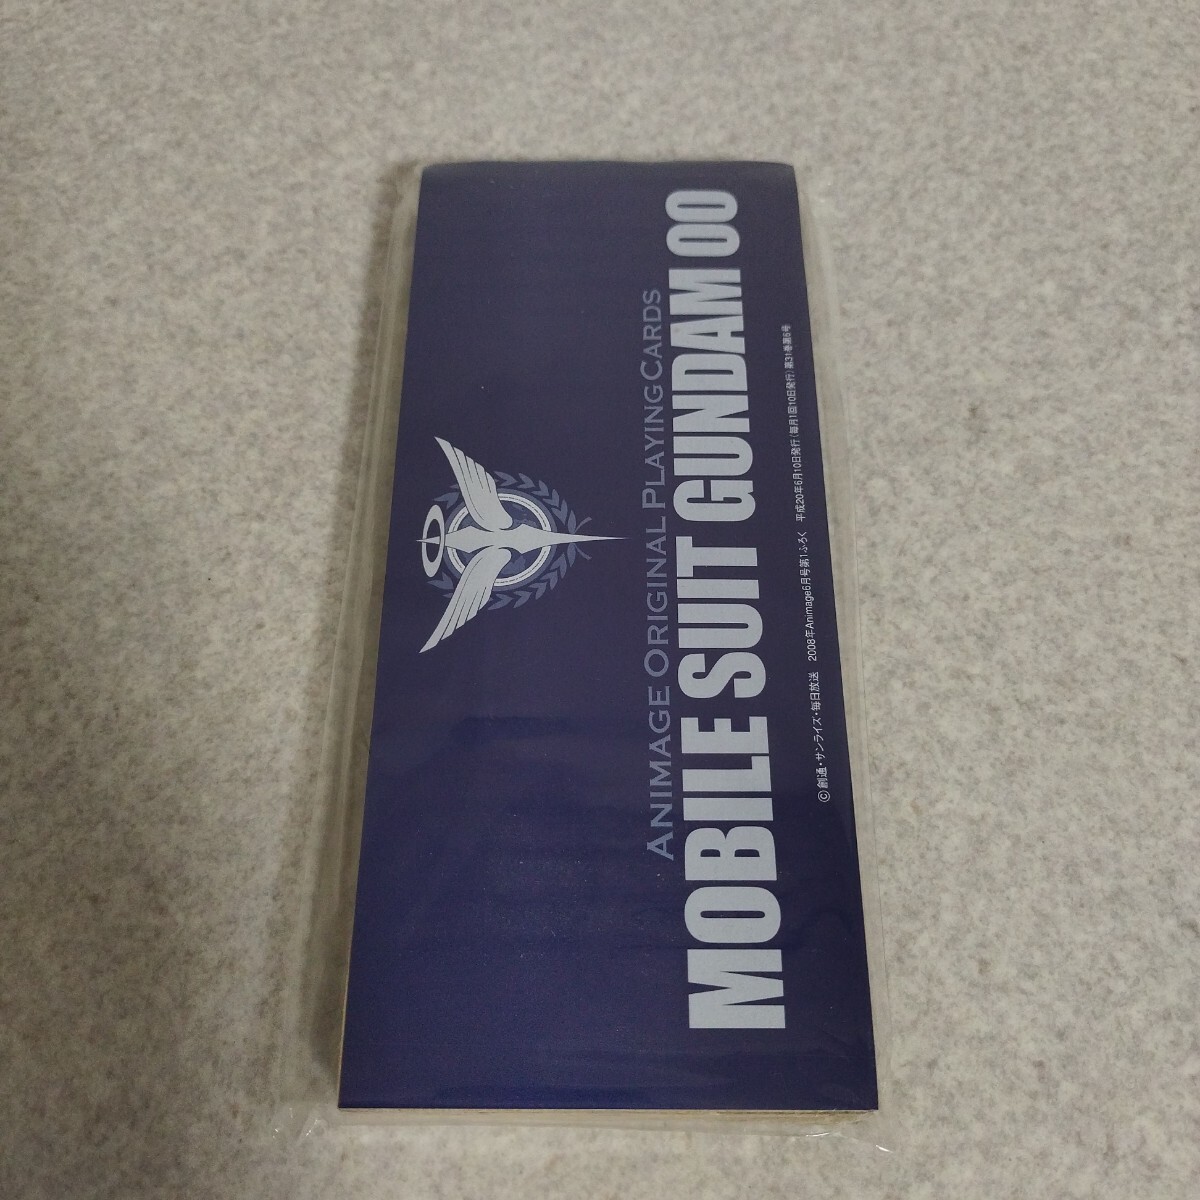 ANIMAGE ORIGINAL PLAYING CARDS
MOBILE SUIT GUNDAM 00
Ⓒ創通・サンライズ・毎日放送　2008年Animage6月号第1ふろく　平成20年6月10日発行(毎月1回10日発行)第31巻第6号